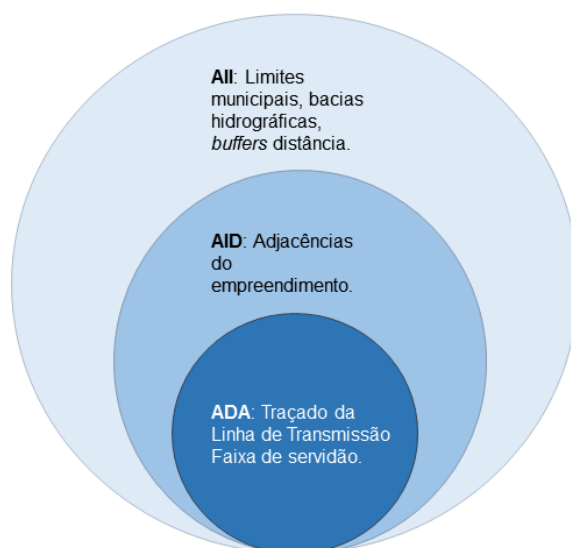 AII: Limites
municipais, bacias
hidrográficas,
buffers distância.
AID: Adjacências
do
empreendimento.
ADA: Traçado da
Linha de Transmissão
Faixa de servidão.